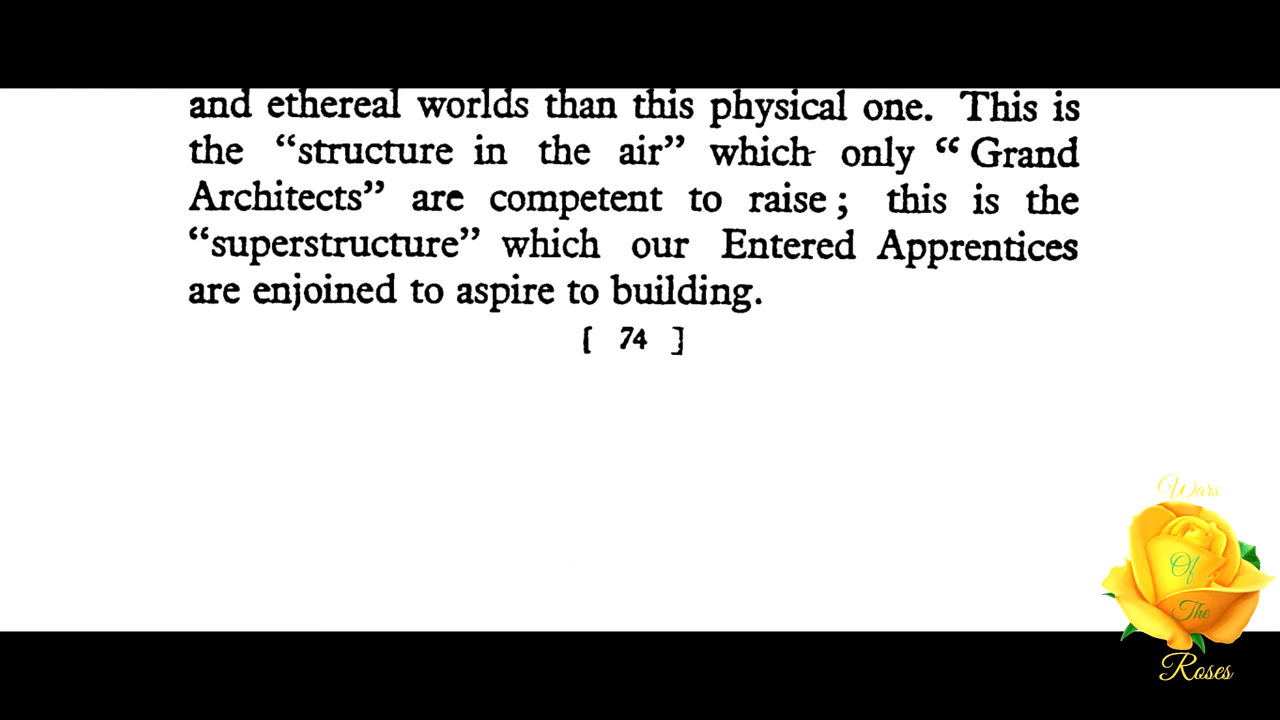 and ethereal worlds than this physical one. This is
the “structure in the air” which only “ Grand
Architects” are competent to raise ; this is the
“superstructure” which our Entered Apprentices
are enjoined to aspire to building.
[ 74 ]
Wars
Of
The
Roses